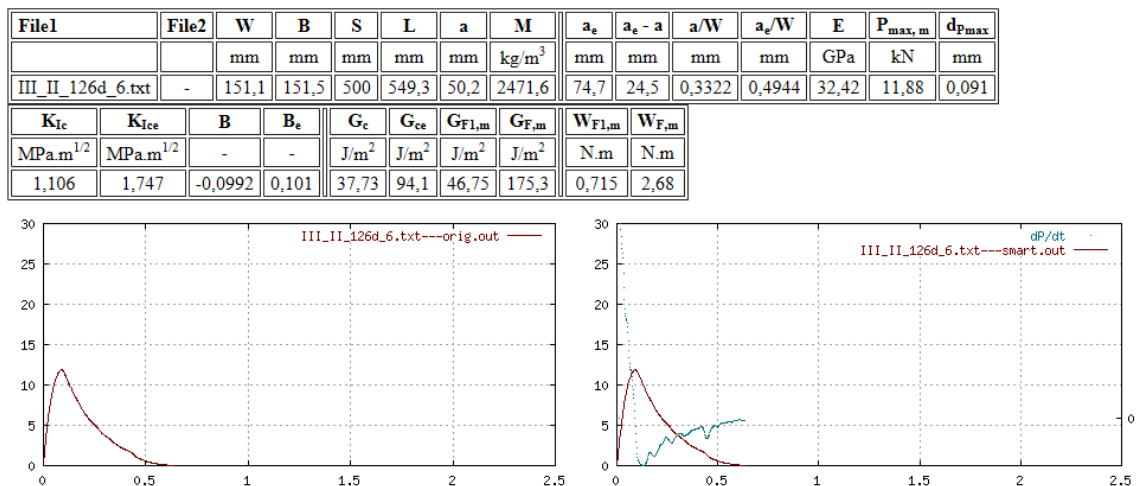 File1 File2 W B S L a M a_e a_e - a a/W a_e/W E P_max, m d_Pmax
mm mm mm mm mm kg/m³ mm mm mm mm GPa kN mm
III_II_126d_6.txt - 151,1 151,5 500 549,3 50,2 2471,6 74,7 24,5 0,3322 0,4944 32,42 11,88 0,091
K_Ic K_Ice B B_e G_c G_ce G_F1,m G_F,m W_F1,m W_F,m
MPa.m^1/2 MPa.m^1/2 - - J/m² J/m² J/m² J/m² N.m N.m
1,106 1,747 -0,0992 0,101 37,73 94,1 46,75 175,3 0,715 2,68
30
25
20
15
10
5
0
0 0.5 1 1.5 2 2.5
III_II_126d_6.txt---orig.out
30
25
20
15
10
5
0
0 0.5 1 1.5 2 2.5
dP/dt
III_II_126d_6.txt---smart.out
0